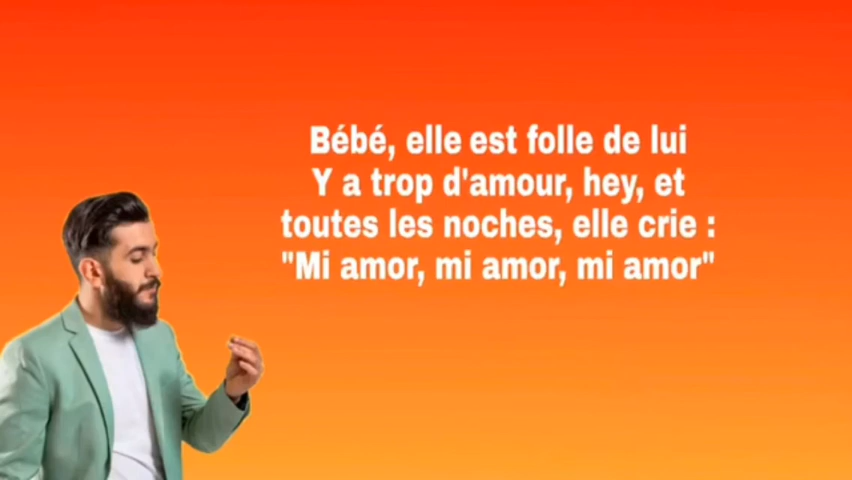 Bébé, elle est folle de lui
Y a trop d'amour, hey, et
toutes les noches, elle crie :
"Mi amor, mi amor, mi amor"